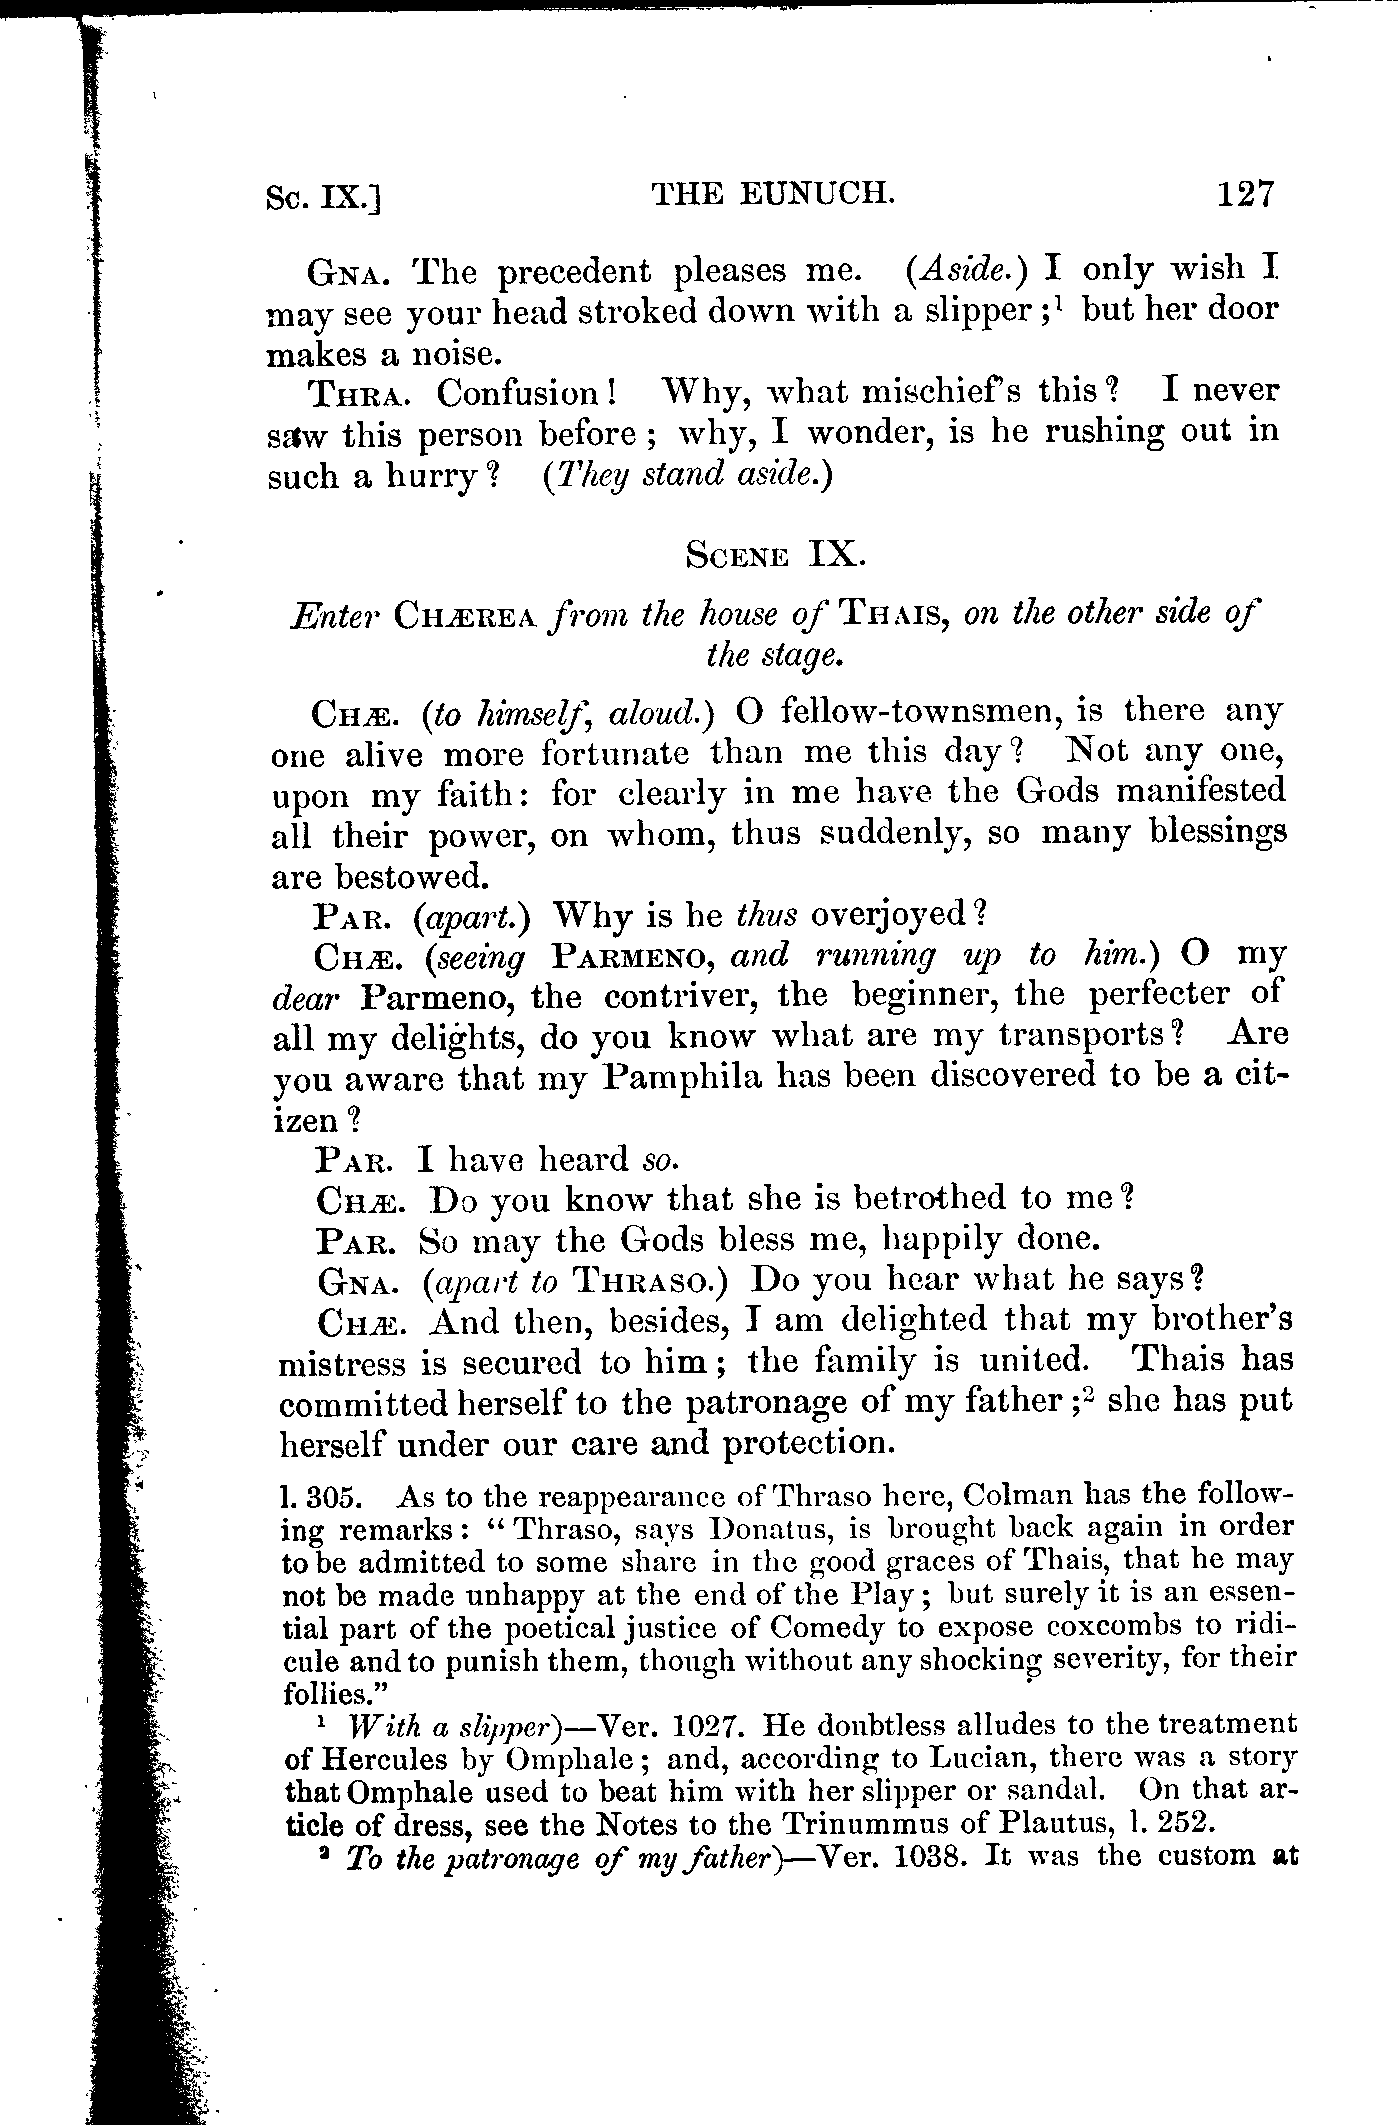 Sc. IX.] THE EUNUCH. 127
Gna. The precedent pleases me. (Aside.) I only wish I
may see your head stroked down with a slipper;¹ but her door
makes a noise.
Thra. Confusion! Why, what mischief's this? I never
saw this person before; why, I wonder, is he rushing out in
such a hurry? (They stand aside.)
Scene IX.
Enter Chærea from the house of Thais, on the other side of
the stage.
Chæ. (to himself, aloud.) O fellow-townsmen, is there any
one alive more fortunate than me this day? Not any one,
upon my faith: for clearly in me have the Gods manifested
all their power, on whom, thus suddenly, so many blessings
are bestowed.
Par. (apart.) Why is he thus overjoyed?
Chæ. (seeing Parmeno, and running up to him.) O my
dear Parmeno, the contriver, the beginner, the perfecter of
all my delights, do you know what are my transports? Are
you aware that my Pamphila has been discovered to be a cit-
izen?
Par. I have heard so.
Chæ. Do you know that she is betrothed to me?
Par. So may the Gods bless me, happily done.
Gna. (apart to Thraso.) Do you hear what he says?
Chæ. And then, besides, I am delighted that my brother's
mistress is secured to him; the family is united. Thais has
committed herself to the patronage of my father;² she has put
herself under our care and protection.
l. 305. As to the reappearance of Thraso here, Colman has the follow-
ing remarks: "Thraso, says Donatus, is brought back again in order
to be admitted to some share in the good graces of Thais, that he may
not be made unhappy at the end of the Play; but surely it is an essen-
tial part of the poetical justice of Comedy to expose coxcombs to ridi-
cule and to punish them, though without any shocking severity, for their
follies."
¹ With a slipper)—Ver. 1027. He doubtless alludes to the treatment
of Hercules by Omphale; and, according to Lucian, there was a story
that Omphale used to beat him with her slipper or sandal. On that ar-
ticle of dress, see the Notes to the Trinummus of Plautus, l. 252.
² To the patronage of my father)—Ver. 1038. It was the custom at